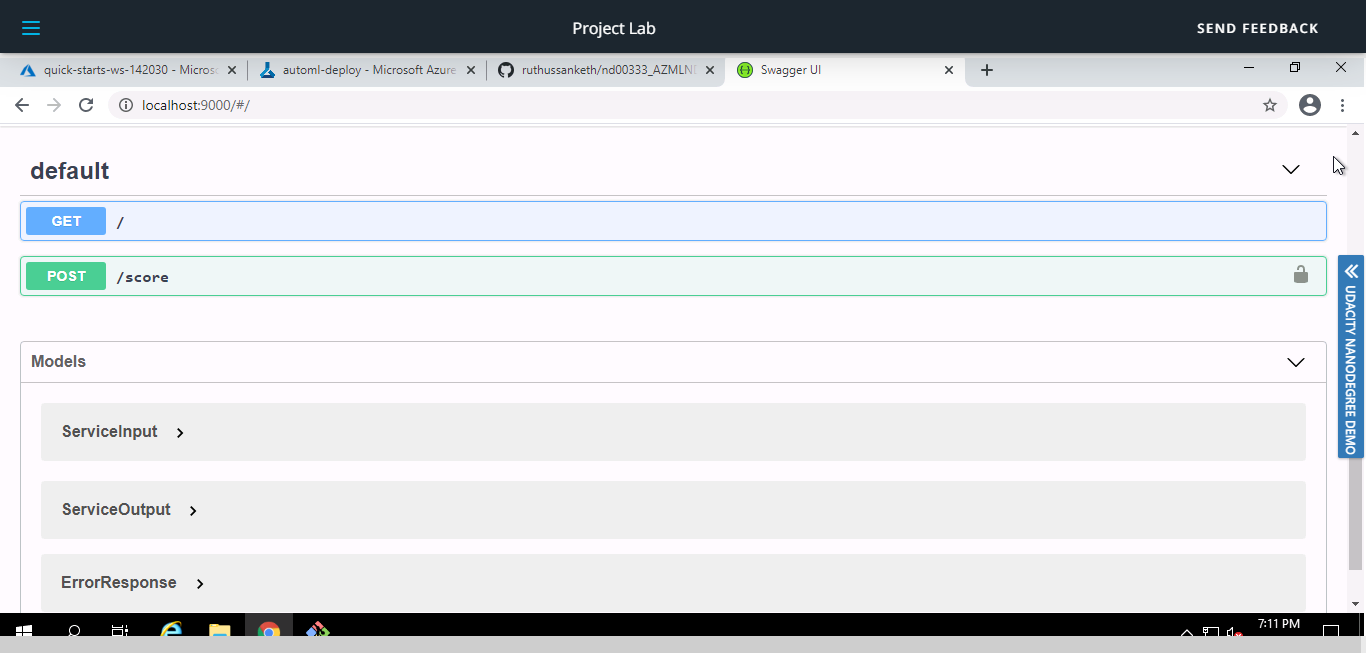 Project Lab
SEND FEEDBACK
quick-starts-ws-142030 - Micros
automl-deploy - Microsoft Azure
ruthussanketh/nd00333_AZMLN
Swagger UI
localhost:9000/#/
default
GET /
POST /score
Models
ServiceInput
ServiceOutput
ErrorResponse
UDACITY NANODEGREE DEMO
7:11 PM